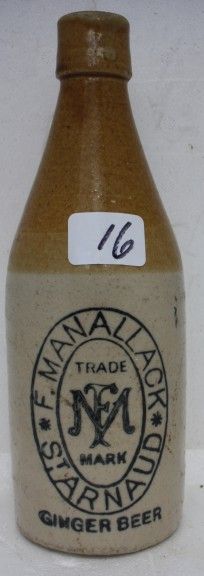 16
F. MANALLACK
TRADE
FM
MARK
ST ARNAUD
GINGER BEER